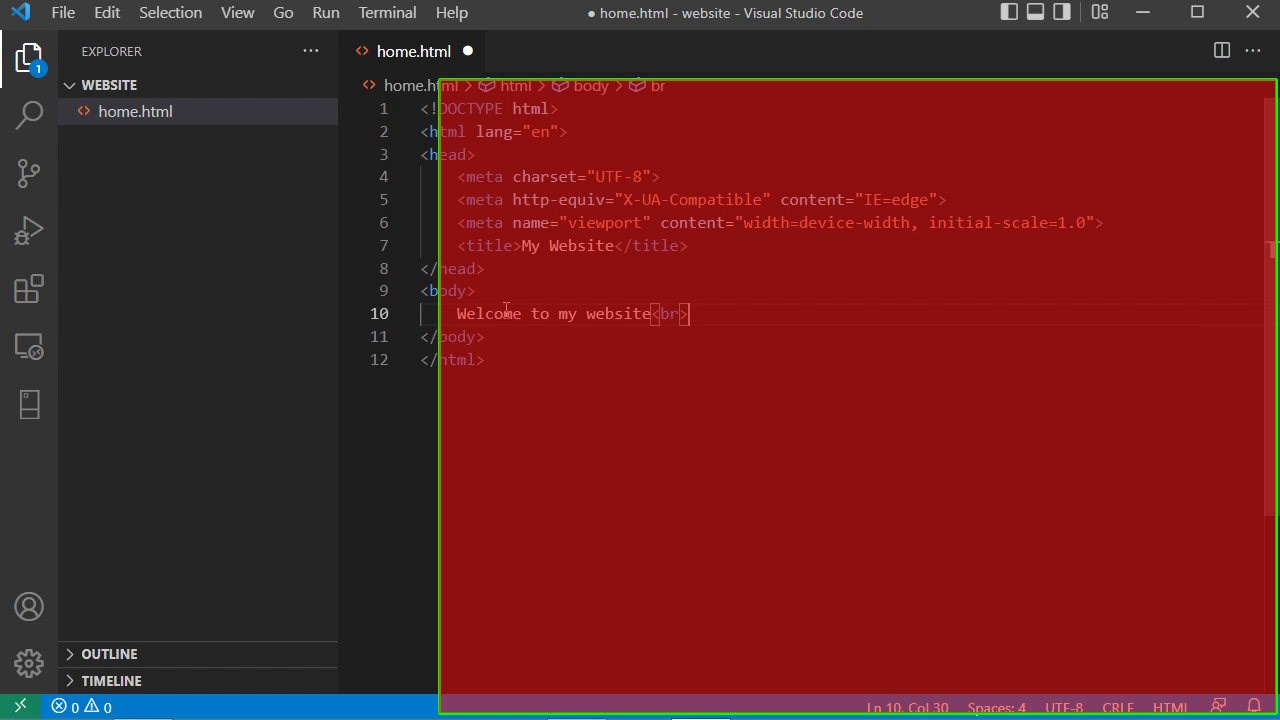 File Edit Selection View Go Run Terminal Help ● home.html - website - Visual Studio Code
EXPLORER ···
home.html ●
WEBSITE
home.html
home.html > html > body > br
1 <!DOCTYPE html>
2 <html lang="en">
3 <head>
4 <meta charset="UTF-8">
5 <meta http-equiv="X-UA-Compatible" content="IE=edge">
6 <meta name="viewport" content="width=device-width, initial-scale=1.0">
7 <title>My Website</title>
8 </head>
9 <body>
10 Welcome to my website<br>
11 </body>
12 </html>
1
OUTLINE
TIMELINE
0 0 Ln 10, Col 30 Spaces: 4 UTF-8 CRLF HTML